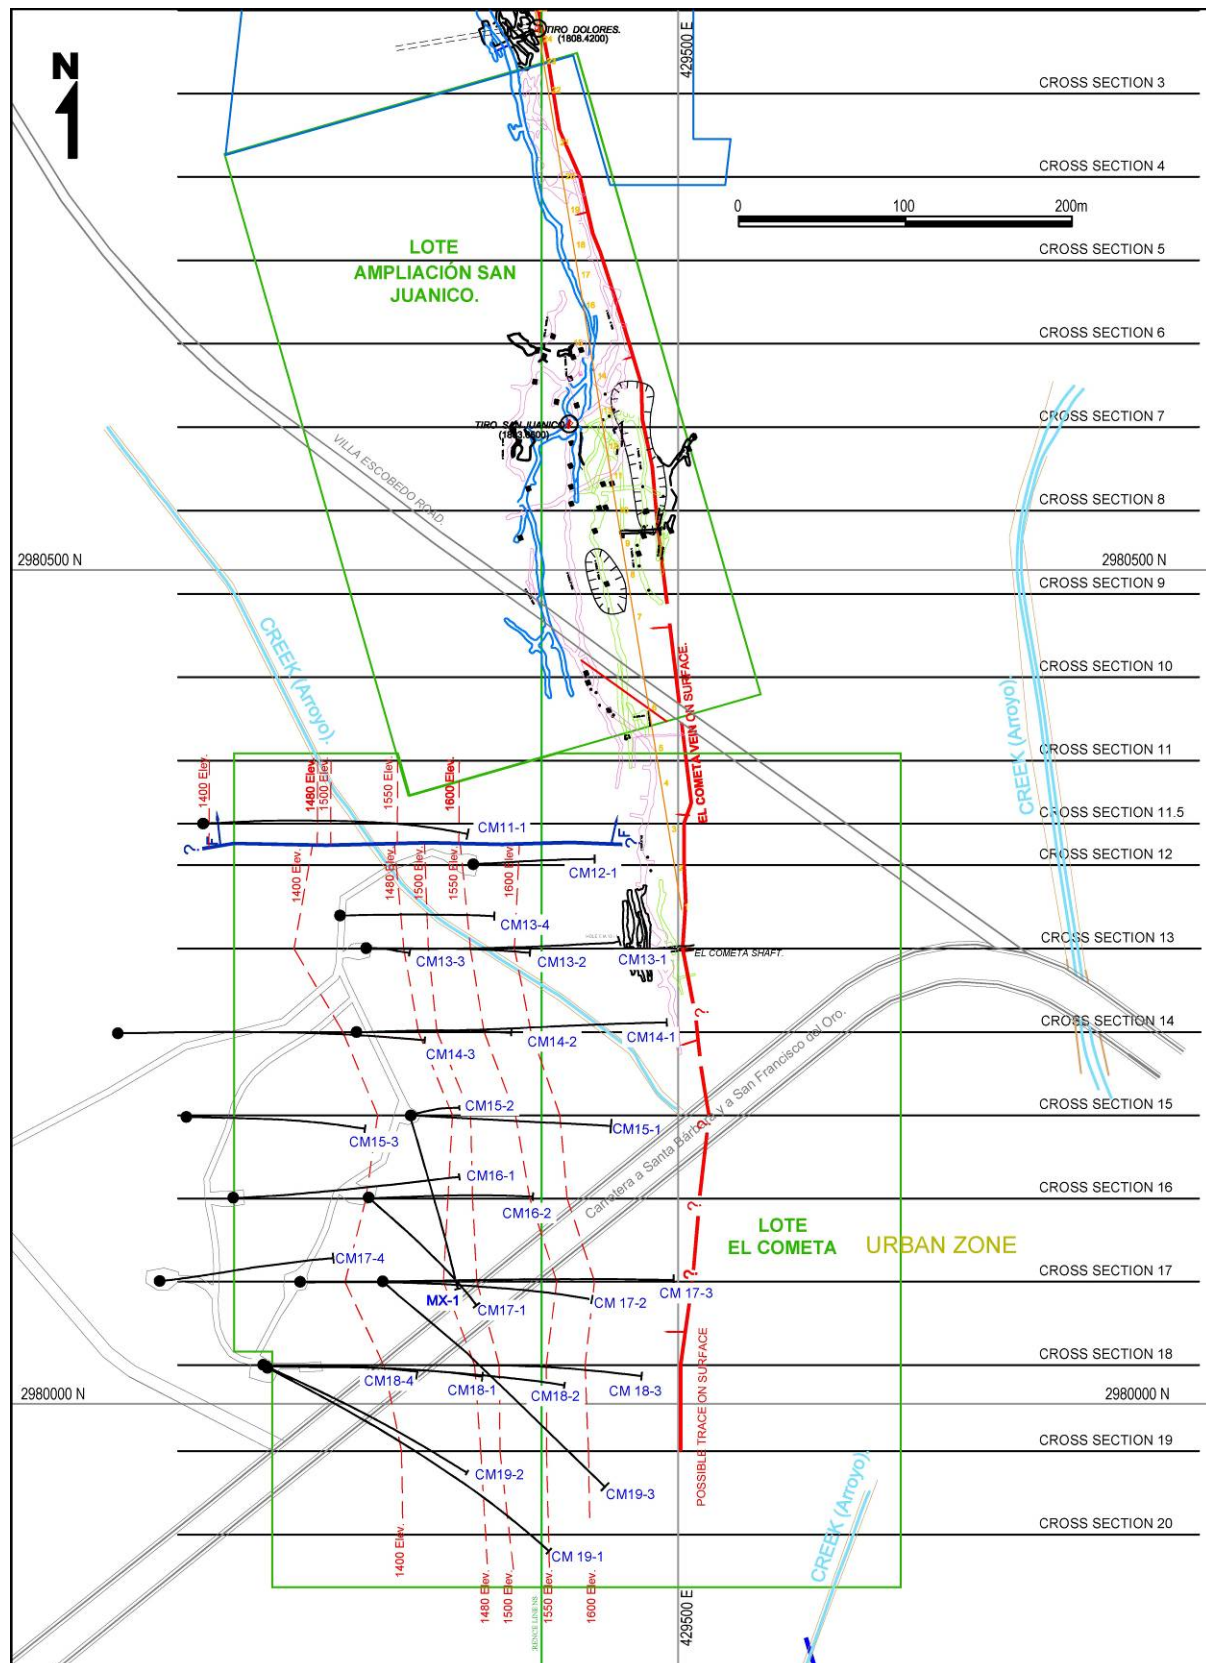 TIRO DOLORES.
(1808.4200)
429500 E
N
CROSS SECTION 3
CROSS SECTION 4
0 100 200m
LOTE
AMPLIACIÓN SAN
JUANICO.
CROSS SECTION 5
CROSS SECTION 6
TIRO SAN JUANICO
CROSS SECTION 7
VILLA ESCOBEDO ROAD.
CROSS SECTION 8
2980500 N
2980500 N
CROSS SECTION 9
CREEK (Arroyo).
EL COMETA VEIN ON SURFACE.
CREEK (Arroyo)
CROSS SECTION 10
CROSS SECTION 11
1400 Elev.
1480 Elev.
1500 Elev.
1550 Elev.
1600 Elev.
CROSS SECTION 11.5
CM11-1
F
F
?
?
CROSS SECTION 12
CM12-1
1400 Elev.
1480 Elev.
1500 Elev.
1550 Elev.
1600 Elev.
CM13-4
CROSS SECTION 13
CM13-3
CM13-2
CM13-1
EL COMETA SHAFT.
?
CROSS SECTION 14
CM14-3
CM14-2
CM14-1
CM15-2
CROSS SECTION 15
CM15-3
CM15-1
?
Carretera a Santa Bárbara y a San Francisco del Oro.
CM16-1
CROSS SECTION 16
CM16-2
?
LOTE
EL COMETA
URBAN ZONE
CM17-4
CROSS SECTION 17
MX-1
CM17-1
CM 17-2
CM 17-3
?
CROSS SECTION 18
CM18-4
CM18-1
CM18-2
CM 18-3
POSSIBLE TRACE ON SURFACE
2980000 N
2980000 N
CROSS SECTION 19
CM19-2
CM19-3
CREEK (Arroyo)
CROSS SECTION 20
CM 19-1
1400 Elev.
1480 Elev.
1500 Elev.
1550 Elev.
1600 Elev.
429500 E